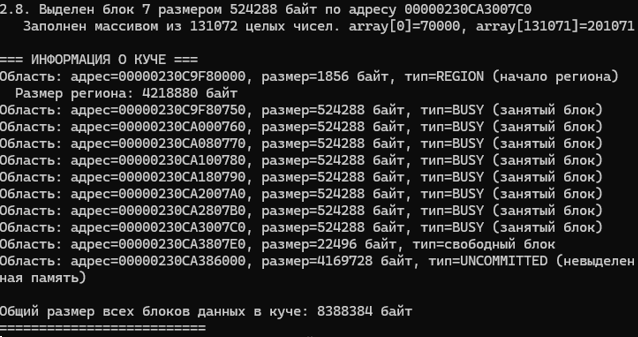 2.8. Выделен блок 7 размером 524288 байт по адресу 00000230CA3007C0
Заполнен массивом из 131072 целых чисел. array[0]=70000, array[131071]=201071
=== ИНФОРМАЦИЯ О КУЧЕ ===
Область: адрес=00000230C9F80000, размер=1856 байт, тип=REGION (начало региона)
Размер региона: 4218880 байт
Область: адрес=00000230C9F80750, размер=524288 байт, тип=BUSY (занятый блок)
Область: адрес=00000230CA000760, размер=524288 байт, тип=BUSY (занятый блок)
Область: адрес=00000230CA080770, размер=524288 байт, тип=BUSY (занятый блок)
Область: адрес=00000230CA100780, размер=524288 байт, тип=BUSY (занятый блок)
Область: адрес=00000230CA180790, размер=524288 байт, тип=BUSY (занятый блок)
Область: адрес=00000230CA2007A0, размер=524288 байт, тип=BUSY (занятый блок)
Область: адрес=00000230CA2807B0, размер=524288 байт, тип=BUSY (занятый блок)
Область: адрес=00000230CA3007C0, размер=524288 байт, тип=BUSY (занятый блок)
Область: адрес=00000230CA3807E0, размер=22496 байт, тип=свободный блок
Область: адрес=00000230CA386000, размер=4169728 байт, тип=UNCOMMITTED (невыделен
ная память)
Общий размер всех блоков данных в куче: 8388384 байт
==========================